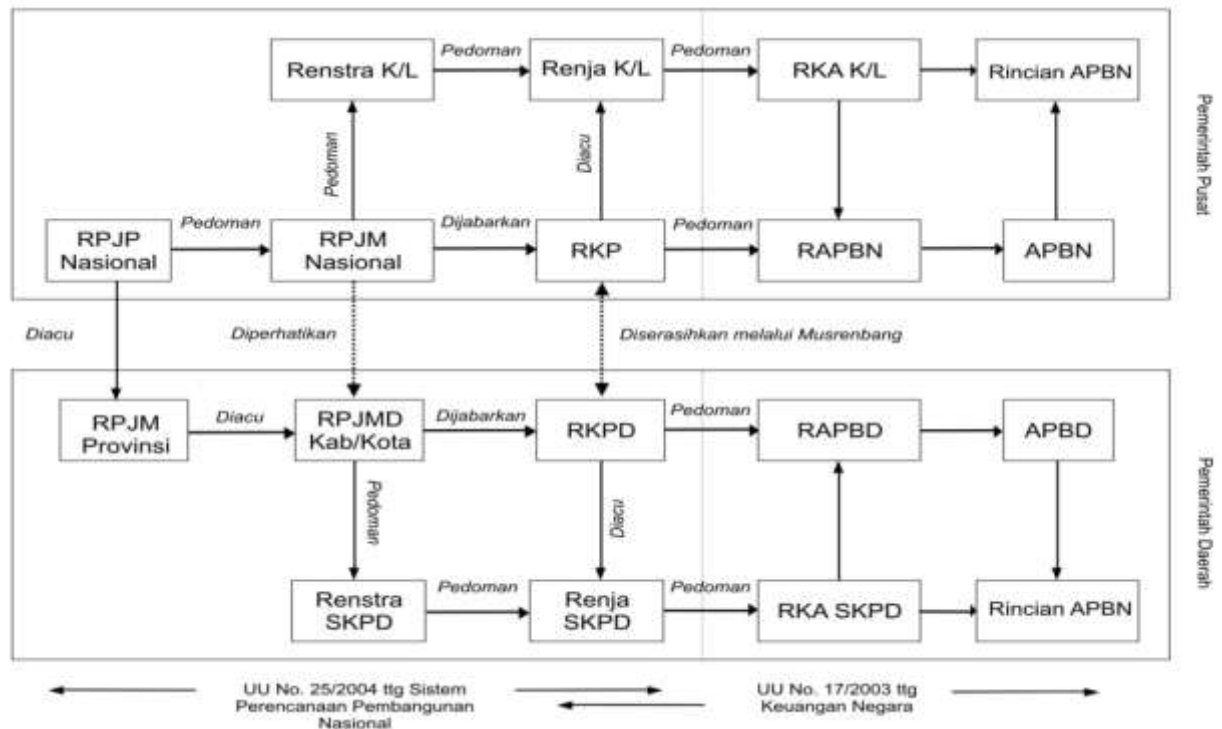 Pedoman
Pedoman
Renstra K/L
Renja K/L
RKA K/L
Rincian APBN
Pemerintah Pusat
Pedoman
Diacu
Pedoman
Dijabarkan
Pedoman
RPJP
Nasional
RPJM
Nasional
RKP
RAPBN
APBN
Diacu
Diperhatikan
Diserasihkan melalui Musrenbang
RPJM
Provinsi
Diacu
RPJMD
Kab/Kota
Dijabarkan
RKPD
Pedoman
RAPBD
APBD
Pemerintah Daerah
Pedoman
Diacu
Renstra
SKPD
Pedoman
Renja
SKPD
Pedoman
RKA SKPD
Rincian APBN
UU No. 25/2004 ttg Sistem
Perencanaan Pembangunan
Nasional
UU No. 17/2003 ttg
Keuangan Negara